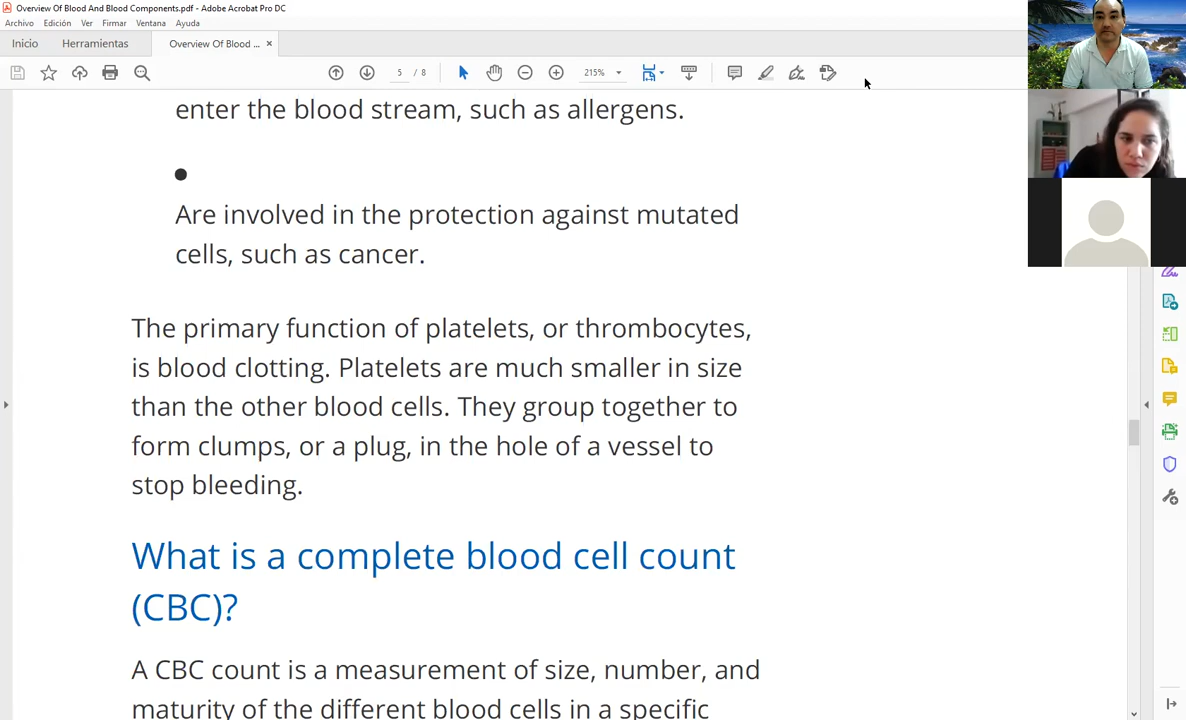 Overview Of Blood And Blood Components.pdf - Adobe Acrobat Pro DC
Archivo Edición Ver Firmar Ventana Ayuda
Inicio Herramientas Overview Of Blood ... ×
5 / 8 215%
enter the blood stream, such as allergens.
Are involved in the protection against mutated
cells, such as cancer.
The primary function of platelets, or thrombocytes,
is blood clotting. Platelets are much smaller in size
than the other blood cells. They group together to
form clumps, or a plug, in the hole of a vessel to
stop bleeding.
What is a complete blood cell count
(CBC)?
A CBC count is a measurement of size, number, and
maturity of the different blood cells in a specific